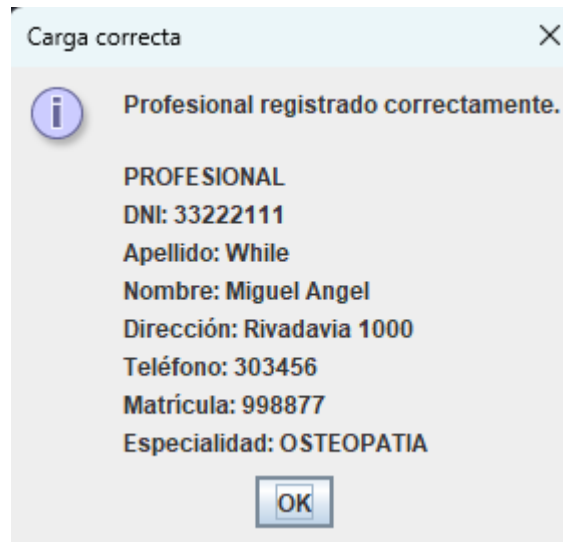 Carga correcta
Profesional registrado correctamente.
PROFESIONAL
DNI: 33222111
Apellido: While
Nombre: Miguel Angel
Dirección: Rivadavia 1000
Teléfono: 303456
Matrícula: 998877
Especialidad: OSTEOPATIA
OK